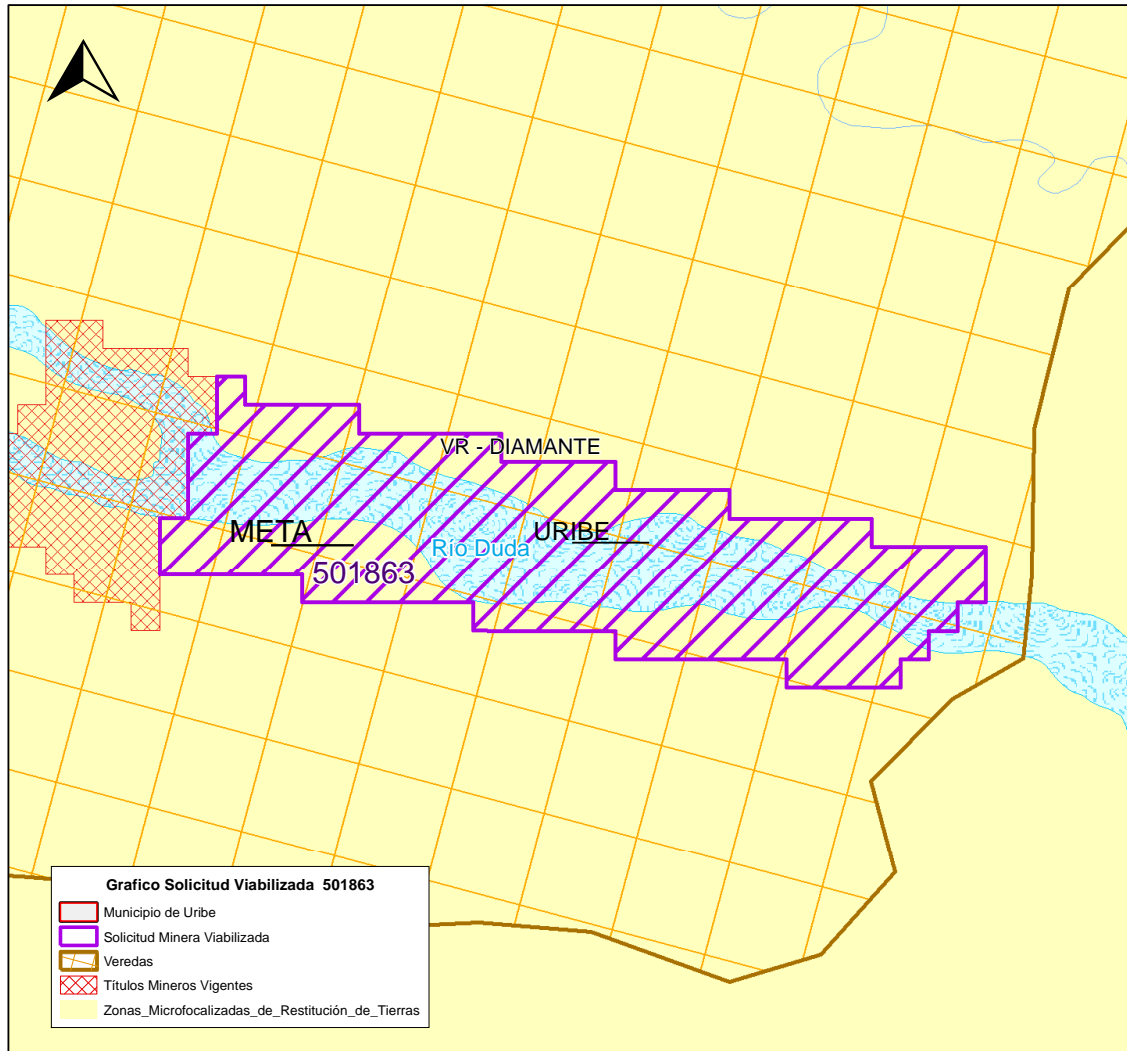 VR - DIAMANTE
META
URIBE
Río Duda
501863
Grafico Solicitud Viabilizada 501863
Municipio de Uribe
Solicitud Minera Viabilizada
Veredas
Títulos Mineros Vigentes
Zonas_Microfocalizadas_de_Restitución_de_Tierras